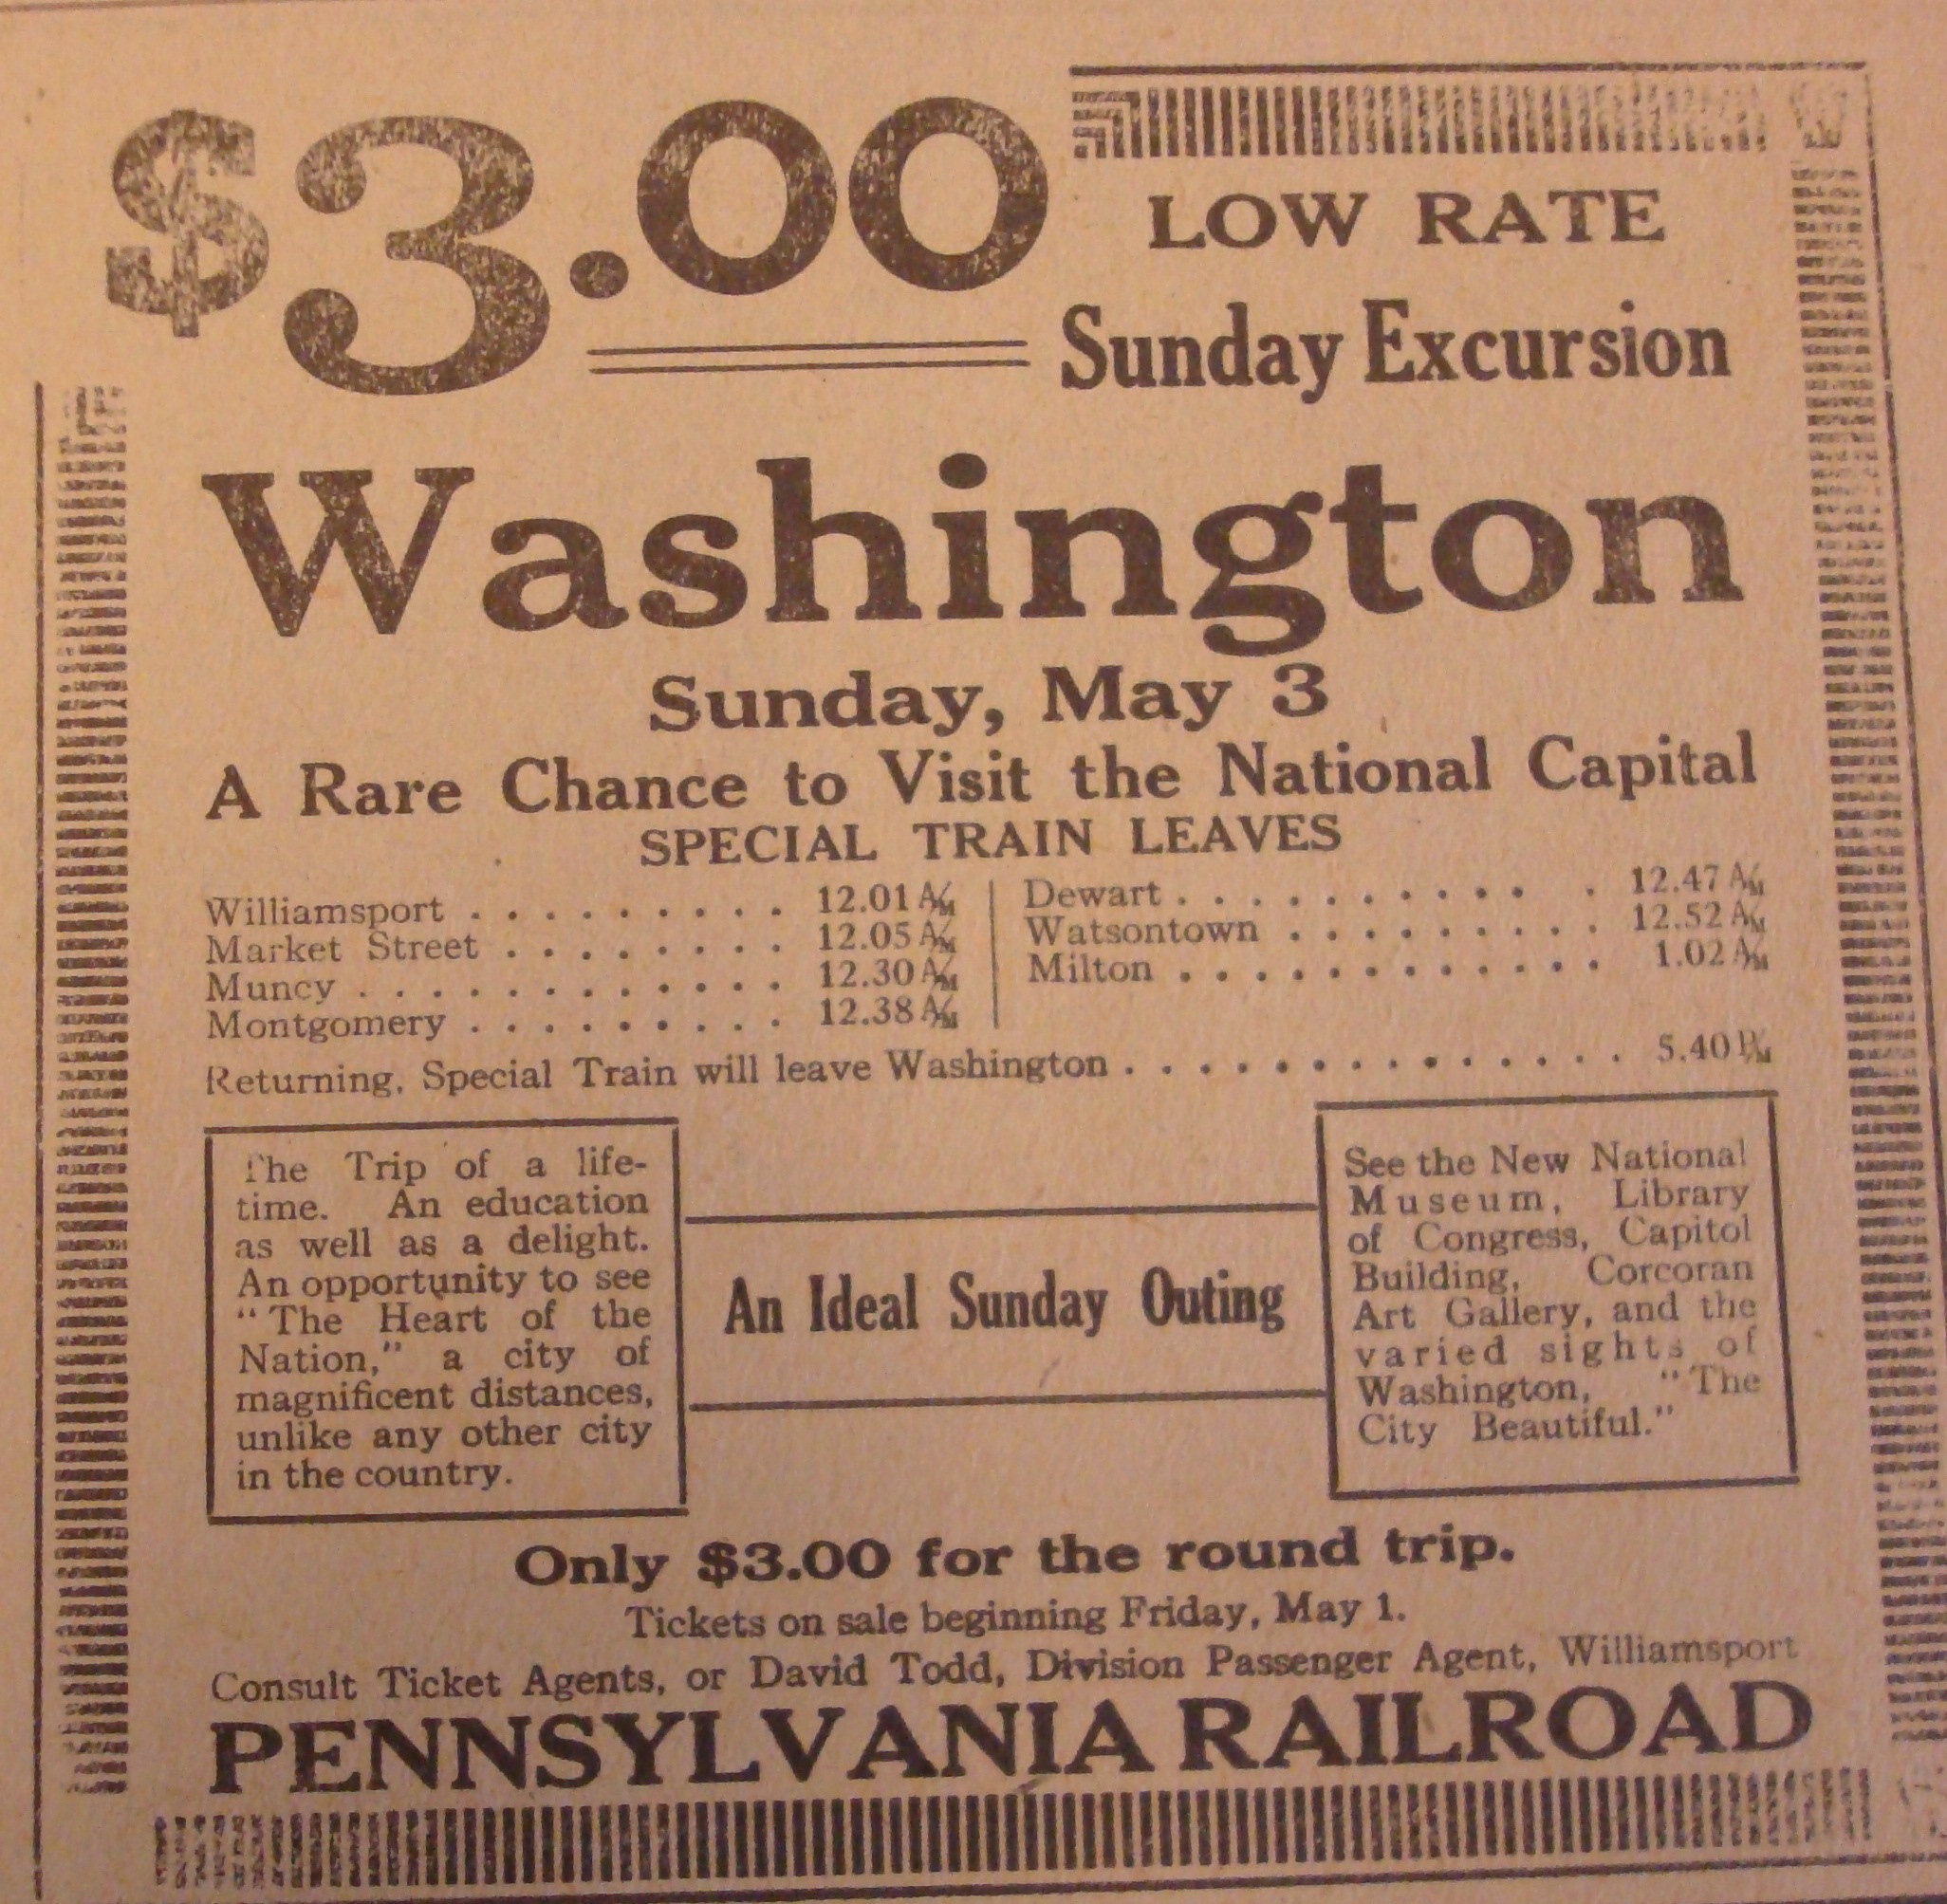 $3.00
LOW RATE
Sunday Excursion
Washington
Sunday, May 3
A Rare Chance to Visit the National Capital
SPECIAL TRAIN LEAVES
Williamsport . . . . . . . . . 12.01 A.M.
Market Street . . . . . . . . 12.05 A.M.
Muncy . . . . . . . . . . . . 12.30 A.M.
Montgomery . . . . . . . . . 12.38 A.M.
Dewart . . . . . . . . . . . 12.47 A.M.
Watsontown . . . . . . . . . 12.52 A.M.
Milton . . . . . . . . . . . . 1.02 A.M.
Returning, Special Train will leave Washington . . . . . . . . . . . . . . 5.40 P.M.
The Trip of a life-
time. An education
as well as a delight.
An opportunity to see
"The Heart of the
Nation," a city of
magnificent distances,
unlike any other city
in the country.
An Ideal Sunday Outing
See the New National
Museum, Library
of Congress, Capitol
Building, Corcoran
Art Gallery, and the
varied sights of
Washington, "The
City Beautiful."
Only $3.00 for the round trip.
Tickets on sale beginning Friday, May 1.
Consult Ticket Agents, or David Todd, Division Passenger Agent, Williamsport
PENNSYLVANIA RAILROAD